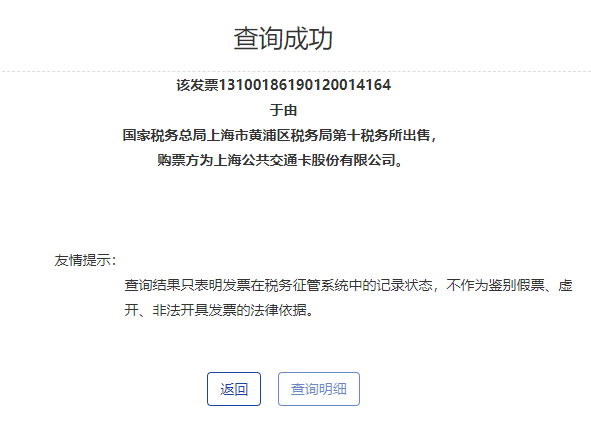 查询成功
该发票13100186190120014164
于由
国家税务总局上海市黄浦区税务局第十税务所出售，
购票方为上海公共交通卡股份有限公司。
友情提示：
查询结果只表明发票在税务征管系统中的记录状态，不作为鉴别假票、虚
开、非法开具发票的法律依据。
返回 查询明细